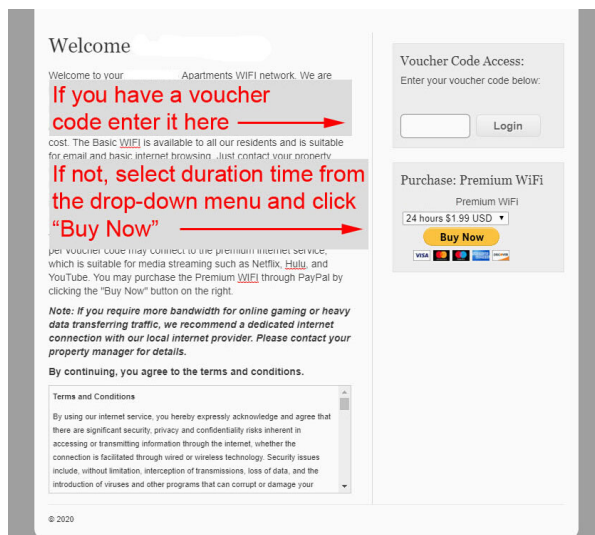 Welcome
Welcome to your Apartments WIFI network. We are
If you have a voucher
code enter it here
cost. The Basic WIFI is available to all our residents and is suitable
for email and basic internet browsing. Just contact your property
If not, select duration time from
the drop-down menu and click
“Buy Now”
per voucher code may connect to the premium internet service,
which is suitable for media streaming such as Netflix, Hulu, and
YouTube. You may purchase the Premium WIFI through PayPal by
clicking the "Buy Now" button on the right.
Note: If you require more bandwidth for online gaming or heavy
data transferring traffic, we recommend a dedicated internet
connection with our local internet provider. Please contact your
property manager for details.
By continuing, you agree to the terms and conditions.
Terms and Conditions
By using our internet service, you hereby expressly acknowledge and agree that
there are significant security, privacy and confidentiality risks inherent in
accessing or transmitting information through the internet, whether the
connection is facilitated through wired or wireless technology. Security issues
include, without limitation, interception of transmissions, loss of data, and the
introduction of viruses and other programs that can corrupt or damage your
Voucher Code Access:
Enter your voucher code below:
Login
Purchase: Premium WiFi
Premium WiFi
24 hours $1.99 USD
Buy Now
VISA
© 2020